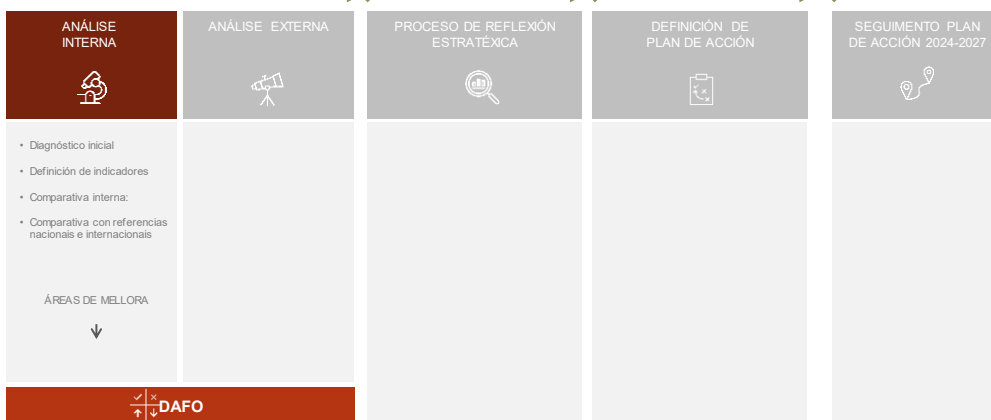 ANÁLISE
INTERNA
ANÁLISE EXTERNA
PROCESO DE REFLEXIÓN
ESTRATÉXICA
DEFINICIÓN DE
PLAN DE ACCIÓN
SEGUIMENTO PLAN
DE ACCIÓN 2024-2027
• Diagnóstico inicial
• Definición de indicadores
• Comparativa interna:
• Comparativa con referencias
nacionais e internacionais
ÁREAS DE MELLORA
DAFO